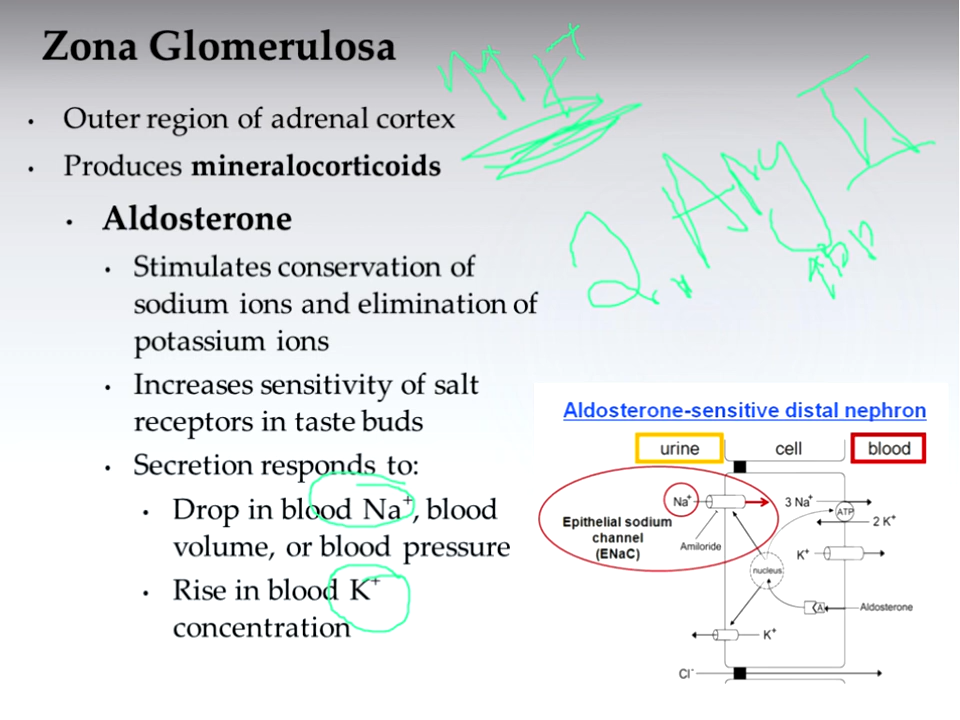 Zona Glomerulosa
• Outer region of adrenal cortex
• Produces mineralocorticoids
• Aldosterone
• Stimulates conservation of
sodium ions and elimination of
potassium ions
• Increases sensitivity of salt
receptors in taste buds
• Secretion responds to:
• Drop in blood Na⁺, blood
volume, or blood pressure
• Rise in blood K⁺
concentration
2. Ang II
↑BP
Aldosterone-sensitive distal nephron
urine cell blood
Na⁺ 3 Na⁺
ATP
2 K⁺
Epithelial sodium
channel
(ENaC)
Amiloride
K⁺
nucleus
A Aldosterone
K⁺
Cl⁻